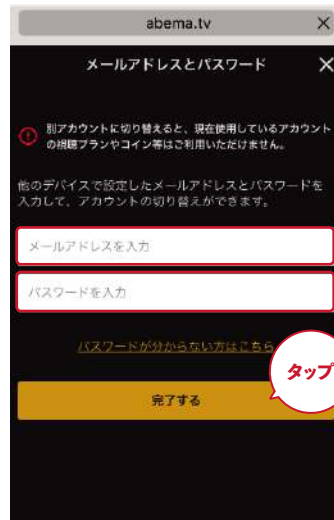 abema.tv
メールアドレスとパスワード
別アカウントに切り替えると、現在使用しているアカウント
の視聴プランやコイン等はご利用いただけません。
他のデバイスで設定したメールアドレスとパスワードを
入力して、アカウントの切り替えができます。
メールアドレスを入力
パスワードを入力
パスワードが分からない方はこちら
タップ
完了する